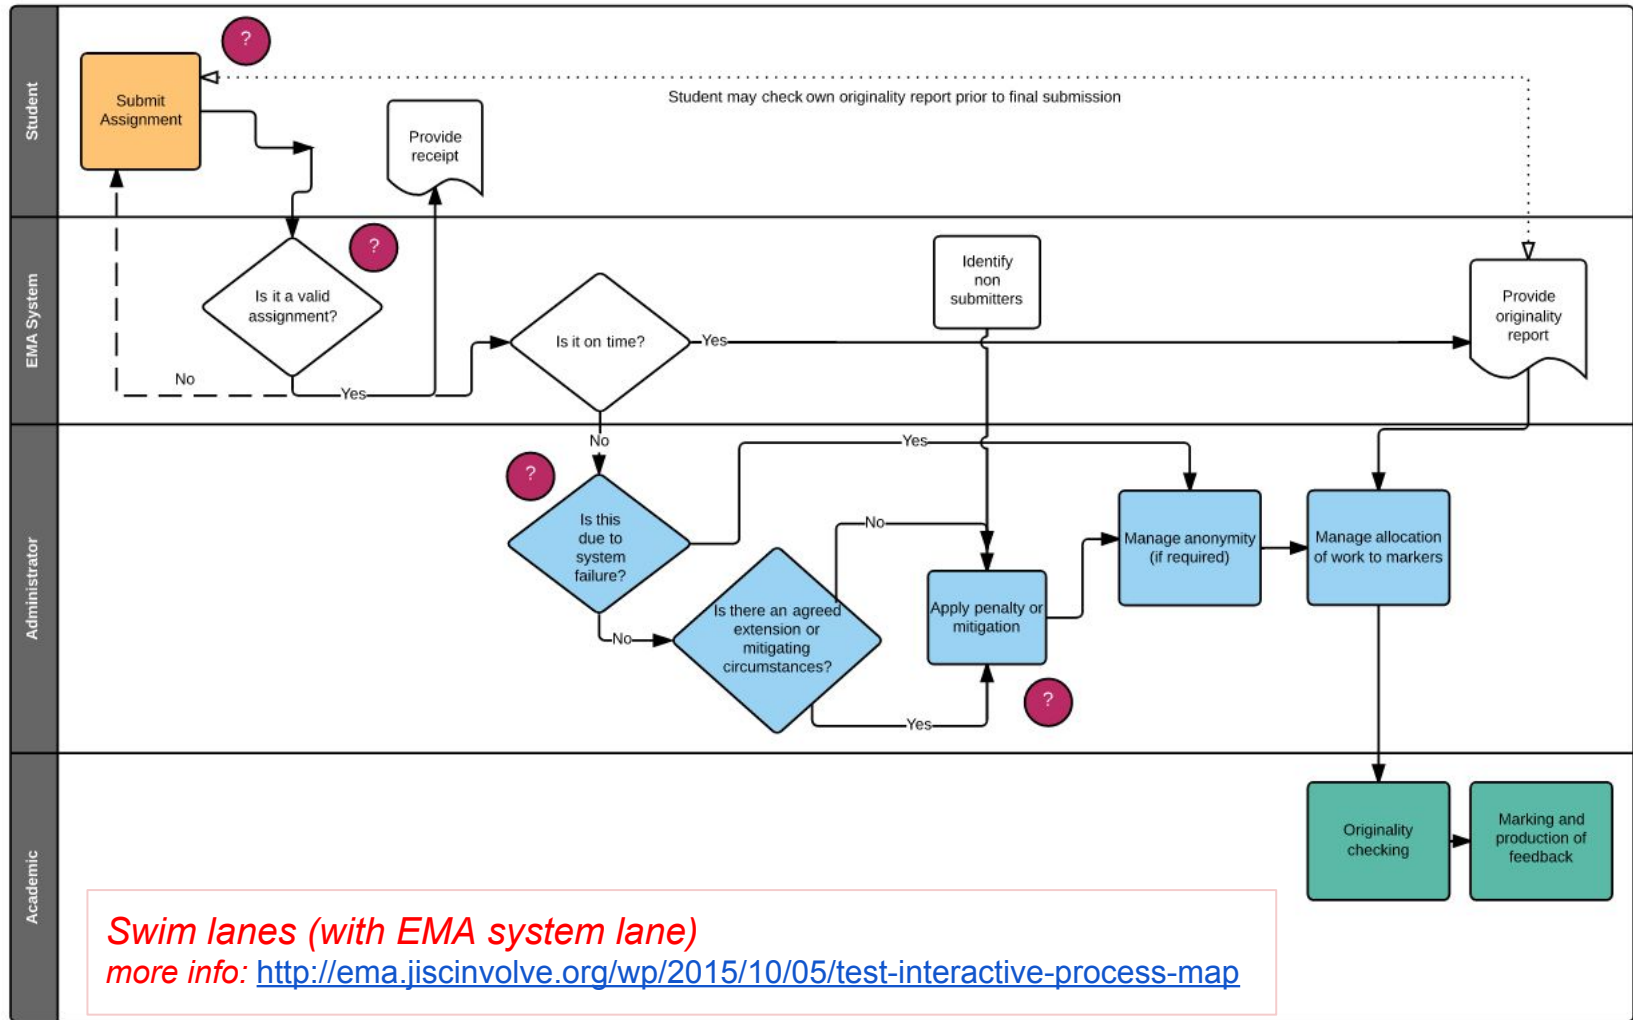 Student
?
Submit
Assignment
Student may check own originality report prior to final submission
Provide
receipt
EMA System
?
Is it a valid
assignment?
No
Yes
Is it on time?
Yes
Identify
non
submitters
Provide
originality
report
Administrator
No
?
Is this
due to
system
failure?
Yes
No
Is there an agreed
extension or
mitigating
circumstances?
No
Yes
Apply penalty or
mitigation
?
Manage anonymity
(if required)
Manage allocation
of work to markers
Academic
Originality
checking
Marking and
production of
feedback
Swim lanes (with EMA system lane)
more info: http://ema.jiscinvolve.org/wp/2015/10/05/test-interactive-process-map